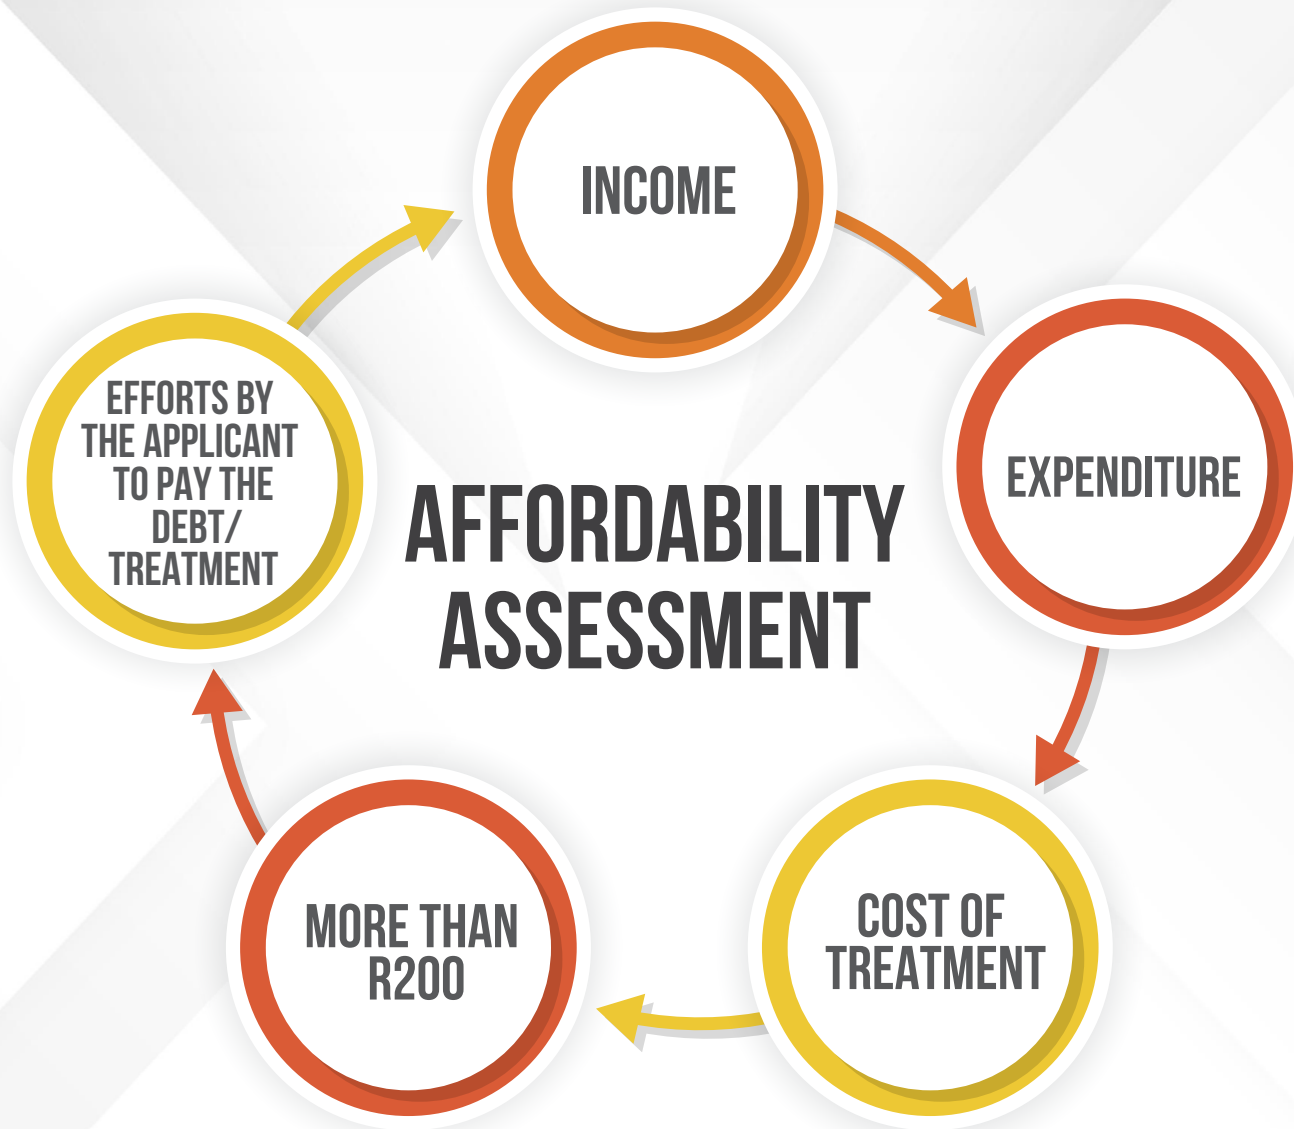 INCOME
EXPENDITURE
COST OF
TREATMENT
MORE THAN
R200
EFFORTS BY
THE APPLICANT
TO PAY THE
DEBT/
TREATMENT
AFFORDABILITY
ASSESSMENT